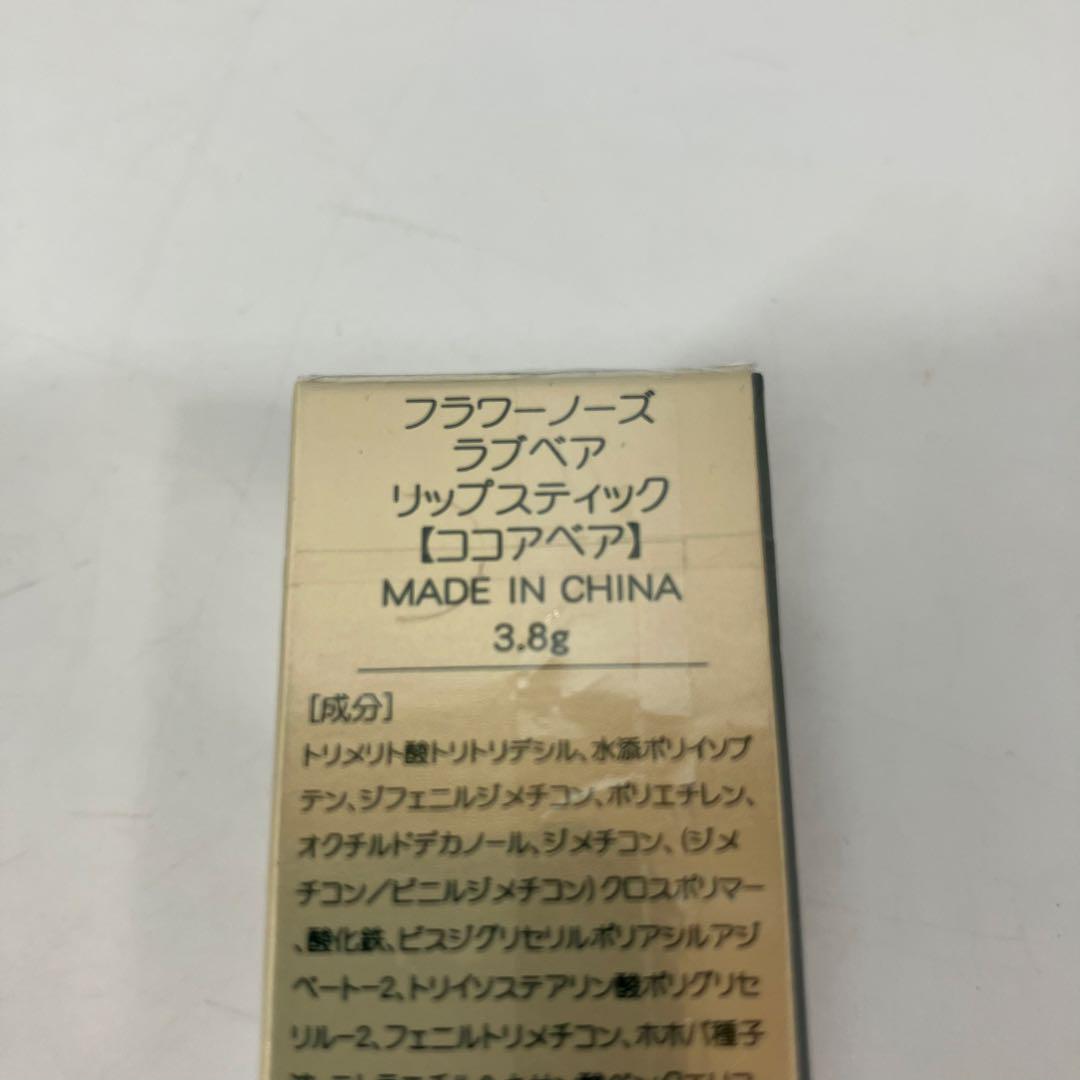 フラワーノーズ
ラブベア
リップスティック
【ココアベア】
MADE IN CHINA
3.8g
[成分]
トリメリト酸トリトリデシル、水添ポリイソブ
テン、ジフェニルジメチコン、ポリエチレン、
オクチルドデカノール、ジメチコン、(ジメ
チコン/ビニルジメチコン)クロスポリマー
、酸化鉄、ビスジグリセリルポリアシルアジ
ペートー2、トリイソステアリン酸ポリグリセ
リルー2、フェニルトリメチコン、ホホバ種子